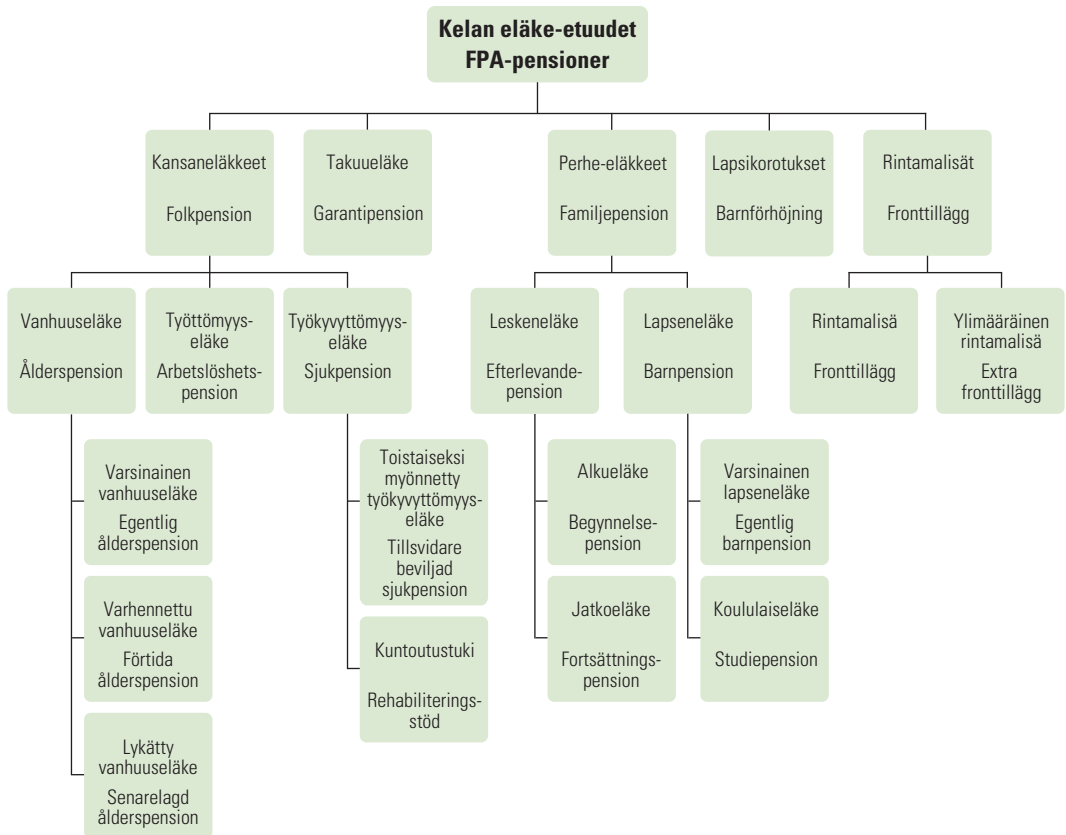 Kelan eläke-etuudet
FPA-pensioner
Kansaneläkkeet
Folkpension
Takuueläke
Garantipension
Perhe-eläkkeet
Familjepension
Lapsikorotukset
Barnförhöjning
Rintamalisät
Fronttillägg
Vanhuuseläke
Ålderspension
Työttömyys-
eläke
Arbetslöshets-
pension
Työkyvyttömyys-
eläke
Sjukpension
Leskeneläke
Efterlevande-
pension
Lapseneläke
Barnpension
Rintamalisä
Fronttillägg
Ylimääräinen
rintamalisä
Extra
fronttillägg
Varsinainen
vanhuuseläke
Egentlig
ålderspension
Varhennettu
vanhuuseläke
Förtida
ålderspension
Lykätty
vanhuuseläke
Senarelagd
ålderspension
Toistaiseksi
myönnetty
työkyvyttömyys-
eläke
Tillsvidare
beviljad
sjukpension
Kuntoutustuki
Rehabiliterings-
stöd
Alkueläke
Begynnelse-
pension
Jatkoeläke
Fortsättnings-
pension
Varsinainen
lapseneläke
Egentlig
barnpension
Koululaiseläke
Studiepension